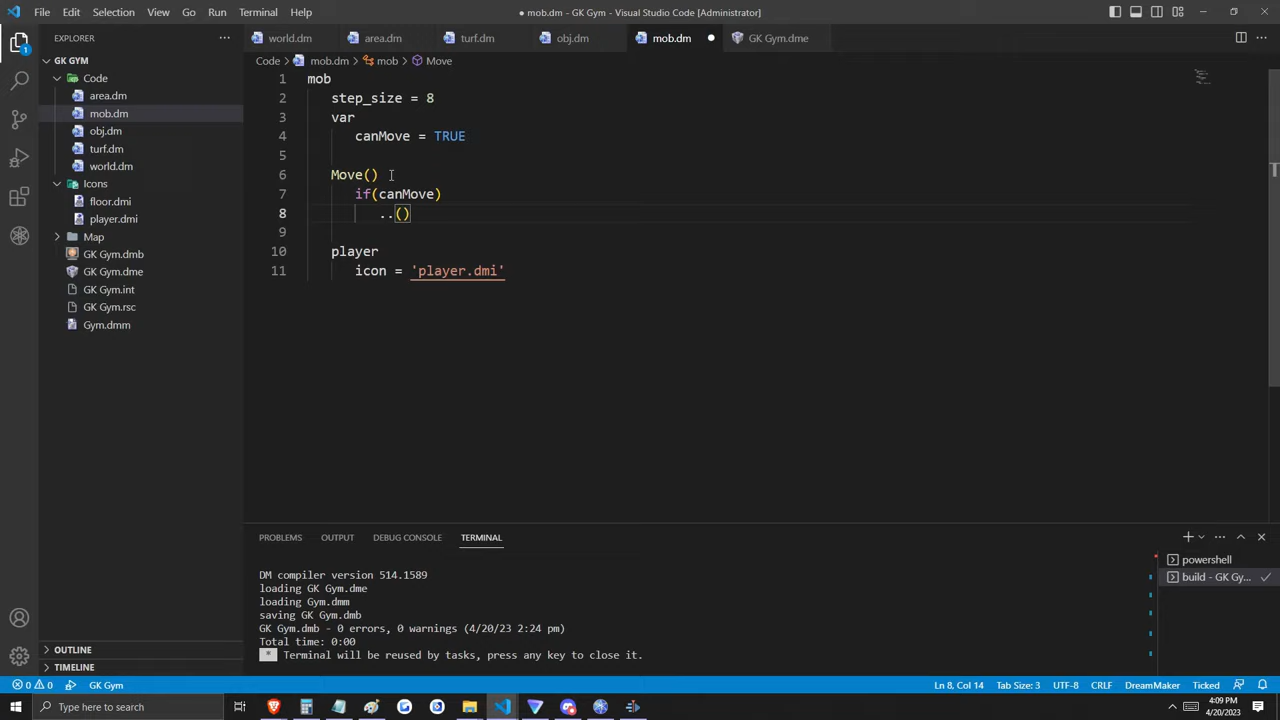 File Edit Selection View Go Run Terminal Help
● mob.dm - GK Gym - Visual Studio Code [Administrator]
EXPLORER
world.dm area.dm turf.dm obj.dm mob.dm GK Gym.dme
GK GYM
Code
area.dm
mob.dm
obj.dm
turf.dm
world.dm
Icons
floor.dmi
player.dmi
Map
GK Gym.dmb
GK Gym.dme
GK Gym.int
GK Gym.rsc
Gym.dmm
OUTLINE
TIMELINE
1
Code > mob.dm > mob > Move
1 mob
2 step_size = 8
3 var
4 canMove = TRUE
5
6 Move()
7 if(canMove)
8 ..()
9
10 player
11 icon = 'player.dmi'
PROBLEMS OUTPUT DEBUG CONSOLE TERMINAL
DM compiler version 514.1589
loading GK Gym.dme
loading Gym.dmm
saving GK Gym.dmb
GK Gym.dmb - 0 errors, 0 warnings (4/20/23 2:24 pm)
Total time: 0:00
* Terminal will be reused by tasks, press any key to close it.
powershell
build - GK Gy...
0 0 GK Gym
Ln 8, Col 14 Tab Size: 3 UTF-8 CRLF DreamMaker Ticked
Type here to search
4:09 PM
4/20/2023